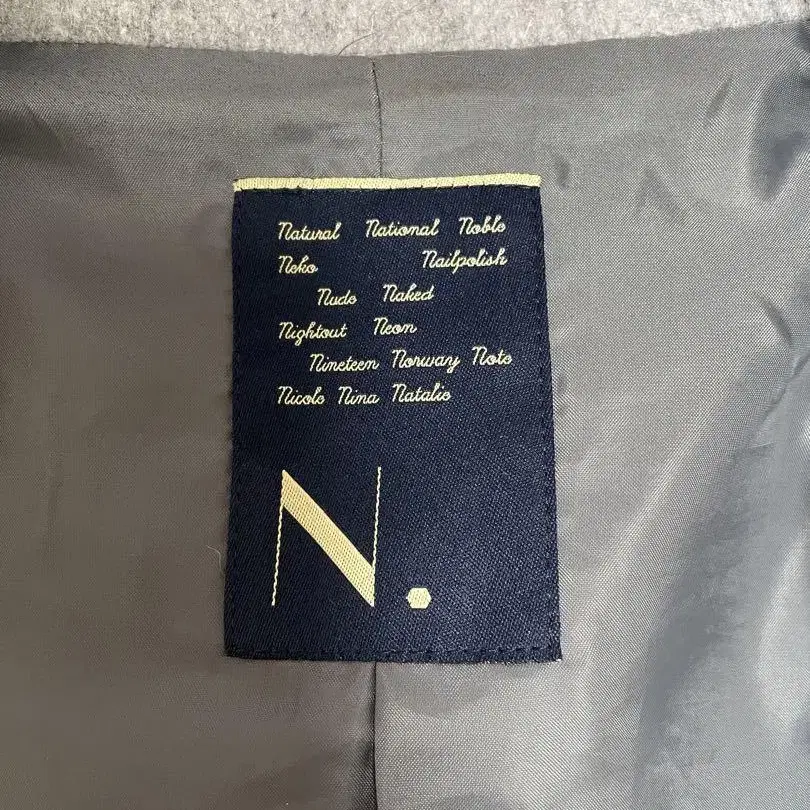 Natural National Noble
Neko Nailpolish
Nude Naked
Nightout Neon
Nineteen Norway Note
Nicole Nina Natalie
N.